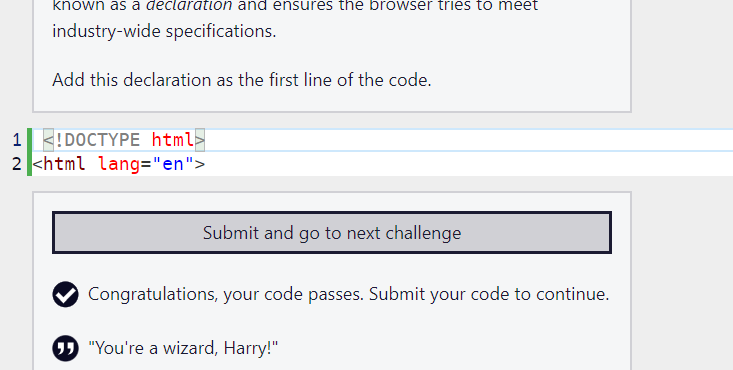 known as a declaration and ensures the browser tries to meet
industry-wide specifications.
Add this declaration as the first line of the code.
1 <!DOCTYPE html>
2 <html lang="en">
Submit and go to next challenge
Congratulations, your code passes. Submit your code to continue.
"You're a wizard, Harry!"